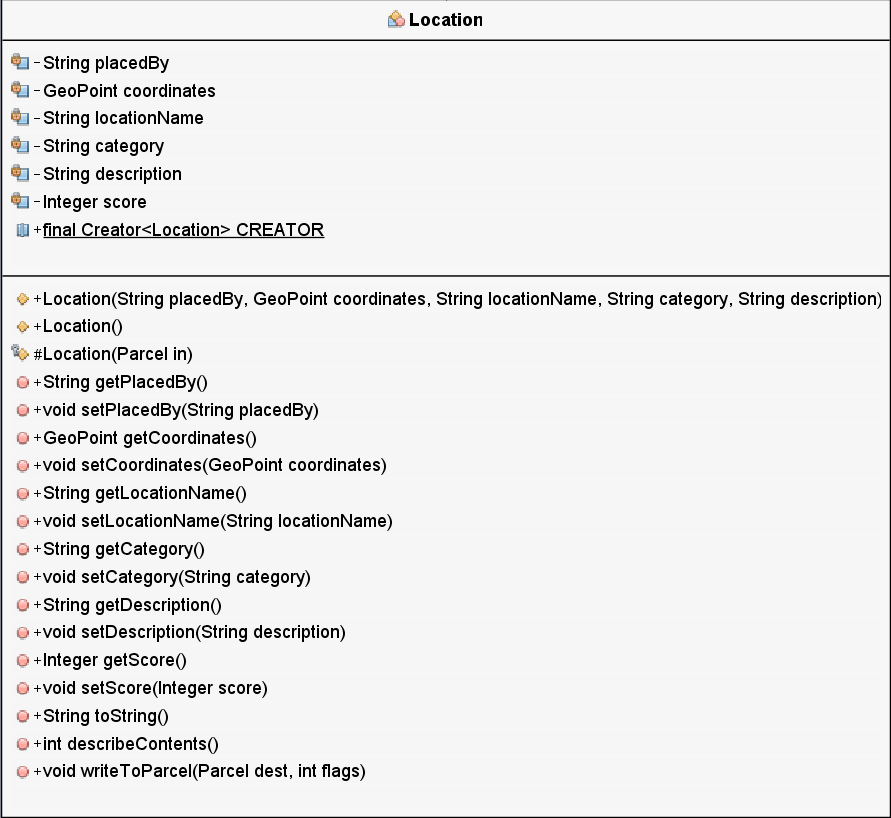 Location
-String placedBy
-GeoPoint coordinates
-String locationName
-String category
-String description
-Integer score
+final Creator<Location> CREATOR
+Location(String placedBy, GeoPoint coordinates, String locationName, String category, String description)
+Location()
#Location(Parcel in)
+String getPlacedBy()
+void setPlacedBy(String placedBy)
+GeoPoint getCoordinates()
+void setCoordinates(GeoPoint coordinates)
+String getLocationName()
+void setLocationName(String locationName)
+String getCategory()
+void setCategory(String category)
+String getDescription()
+void setDescription(String description)
+Integer getScore()
+void setScore(Integer score)
+String toString()
+int describeContents()
+void writeToParcel(Parcel dest, int flags)